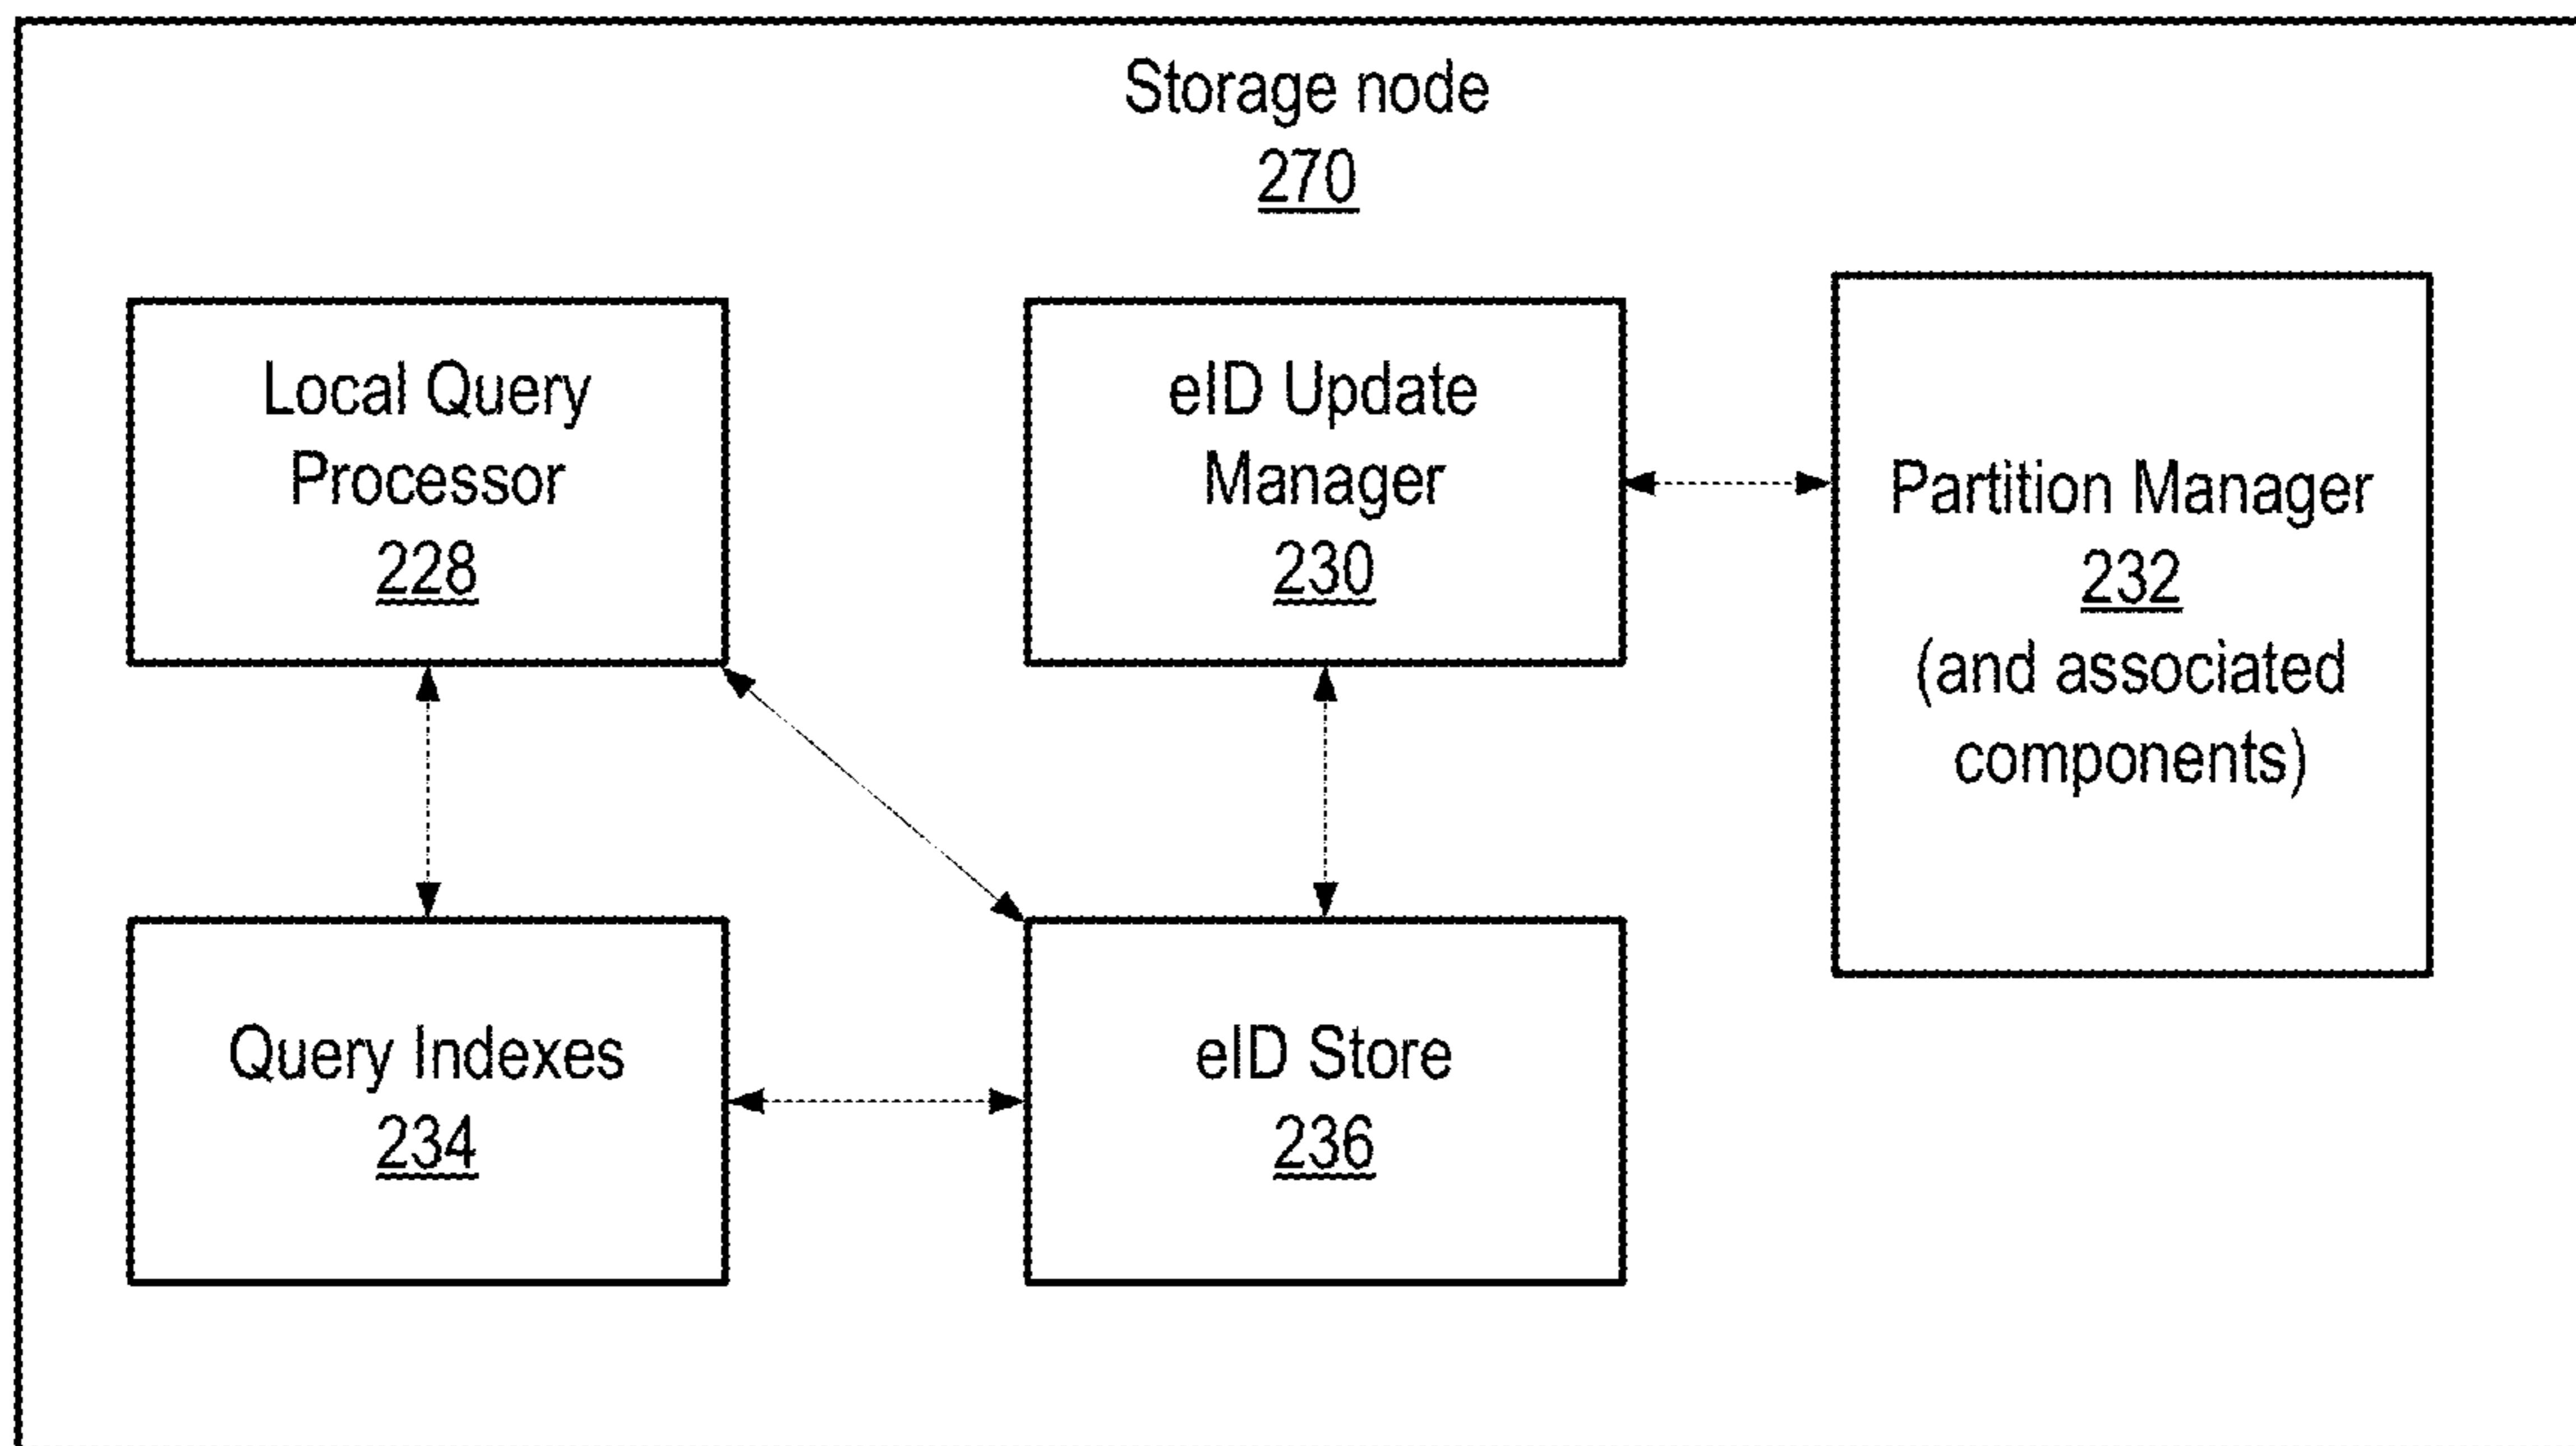 Storage node
270
Local Query
Processor
228
eID Update
Manager
230
Partition Manager
232
(and associated
components)
Query Indexes
234
eID Store
236